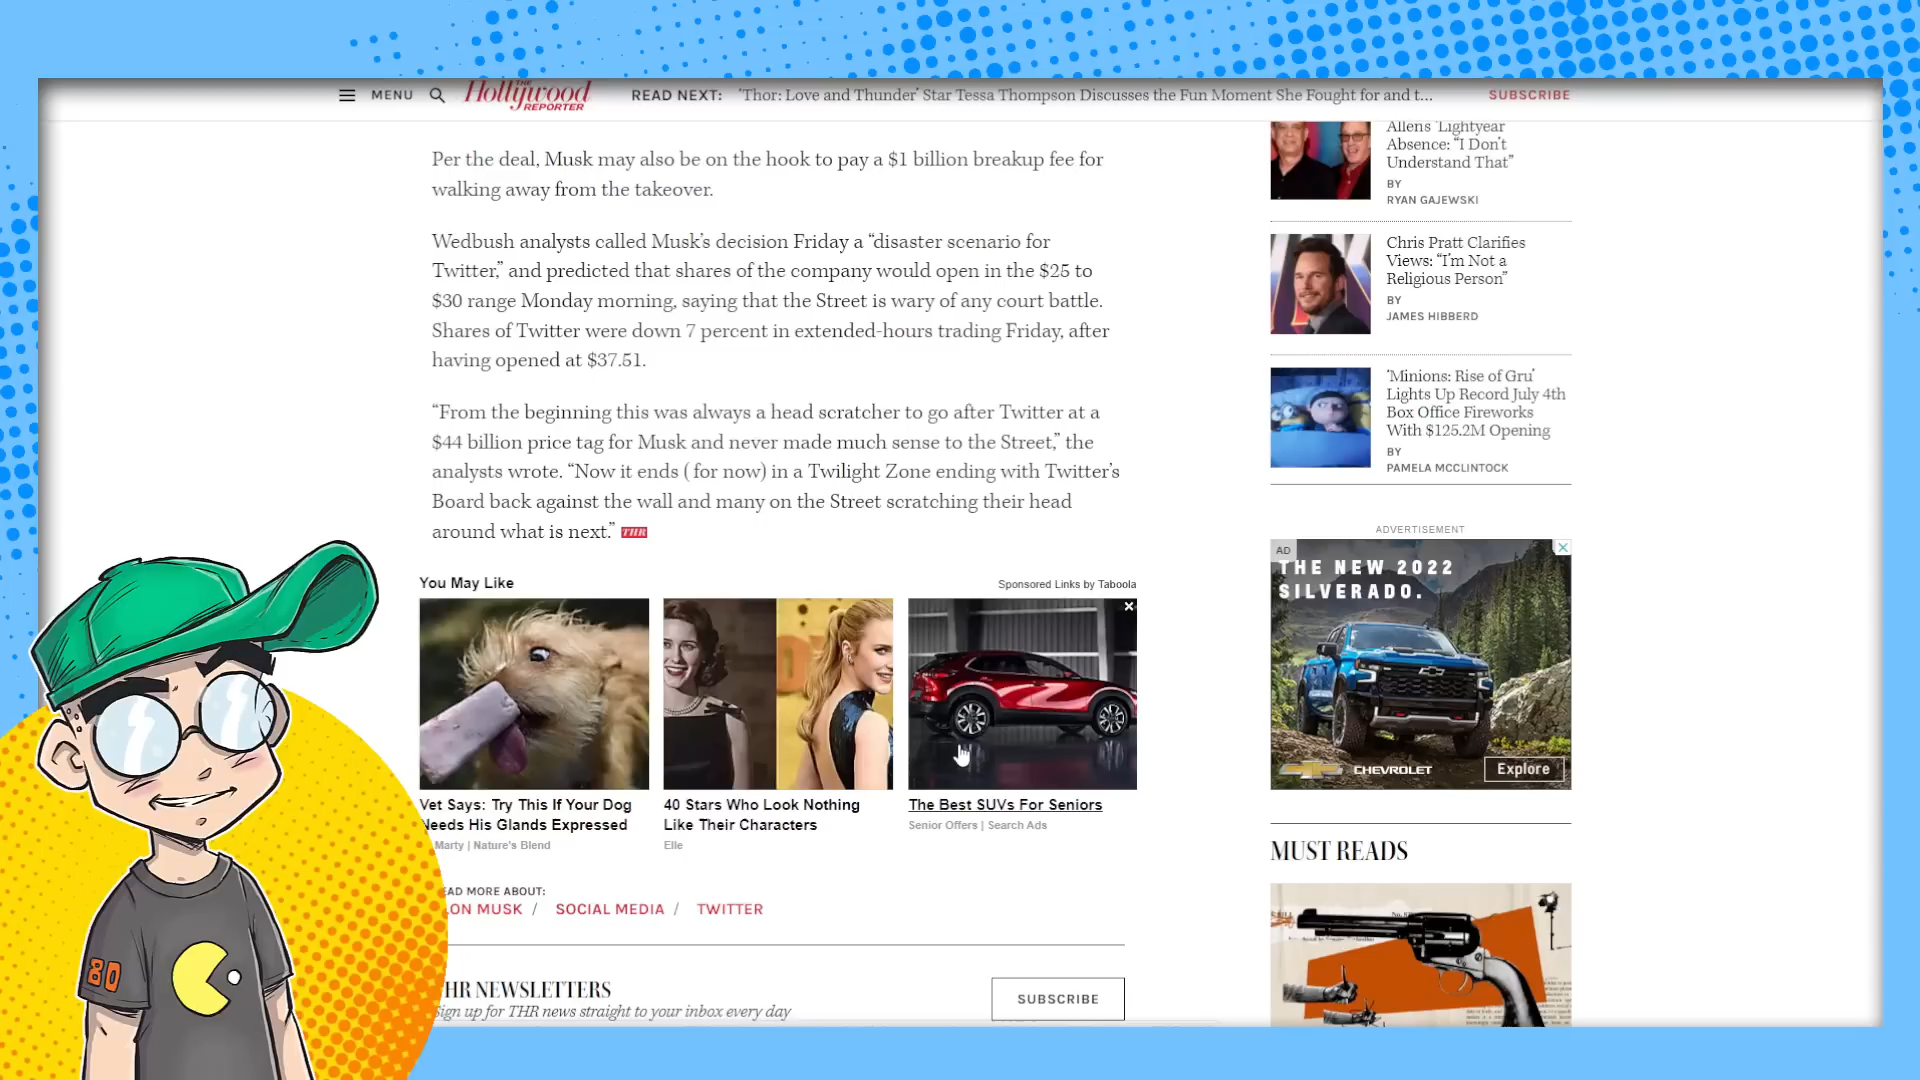 MENU
THE
Hollywood
REPORTER
READ NEXT: 'Thor: Love and Thunder' Star Tessa Thompson Discusses the Fun Moment She Fought for and t...
SUBSCRIBE
Per the deal, Musk may also be on the hook to pay a $1 billion breakup fee for
walking away from the takeover.
Wedbush analysts called Musk's decision Friday a “disaster scenario for
Twitter,” and predicted that shares of the company would open in the $25 to
$30 range Monday morning, saying that the Street is wary of any court battle.
Shares of Twitter were down 7 percent in extended-hours trading Friday, after
having opened at $37.51.
“From the beginning this was always a head scratcher to go after Twitter at a
$44 billion price tag for Musk and never made much sense to the Street,” the
analysts wrote. “Now it ends ( for now) in a Twilight Zone ending with Twitter's
Board back against the wall and many on the Street scratching their head
around what is next.” THR
You May Like
Sponsored Links by Taboola
Vet Says: Try This If Your Dog
Needs His Glands Expressed
Marty | Nature's Blend
40 Stars Who Look Nothing
Like Their Characters
Elle
The Best SUVs For Seniors
Senior Offers | Search Ads
EAD MORE ABOUT:
LON MUSK / SOCIAL MEDIA / TWITTER
HR NEWSLETTERS
Sign up for THR news straight to your inbox every day
SUBSCRIBE
Allens 'Lightyear
Absence: “I Don't
Understand That”
BY
RYAN GAJEWSKI
Chris Pratt Clarifies
Views: “I'm Not a
Religious Person”
BY
JAMES HIBBERD
'Minions: Rise of Gru'
Lights Up Record July 4th
Box Office Fireworks
With $125.2M Opening
BY
PAMELA MCCLINTOCK
ADVERTISEMENT
AD
THE NEW 2022
SILVERADO.
CHEVROLET
Explore
MUST READS
80